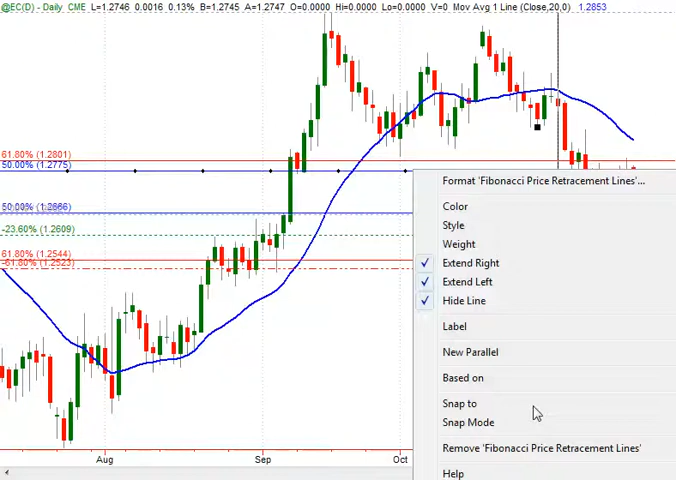 @EC(D) - Daily CME L=1.2746 0.0016 0.13% B=1.2745 A=1.2747 O=0.0000 Hi=0.0000 Lo=0.0000 V=0 Mov Avg 1 Line (Close,20,0) 1.2853
61.80% (1.2801)
50.00% (1.2775)
50.00% (1.2666)
-23.60% (1.2609)
61.80% (1.2544)
-61.80% (1.2523)
Format 'Fibonacci Price Retracement Lines'...
Color
Style
Weight
Extend Right
Extend Left
Hide Line
Label
New Parallel
Based on
Snap to
Snap Mode
Remove 'Fibonacci Price Retracement Lines'
Help
Aug Sep Oct